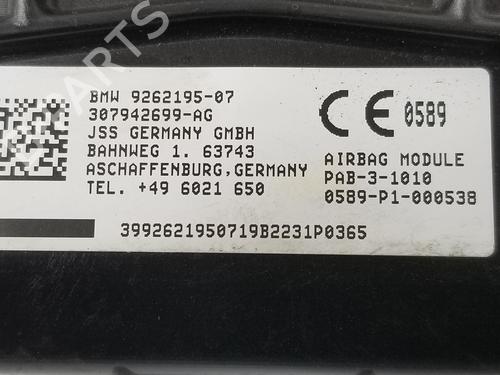 BMW 9262195-07
307942699-AG
JSS GERMANY GMBH
BAHNWEG 1. 63743
ASCHAFFENBURG,GERMANY
TEL. +49 6021 650
CE 0589
AIRBAG MODULE
PAB-3-1010
0589-P1-000538
3992621950719B2231P0365
B-PARTS